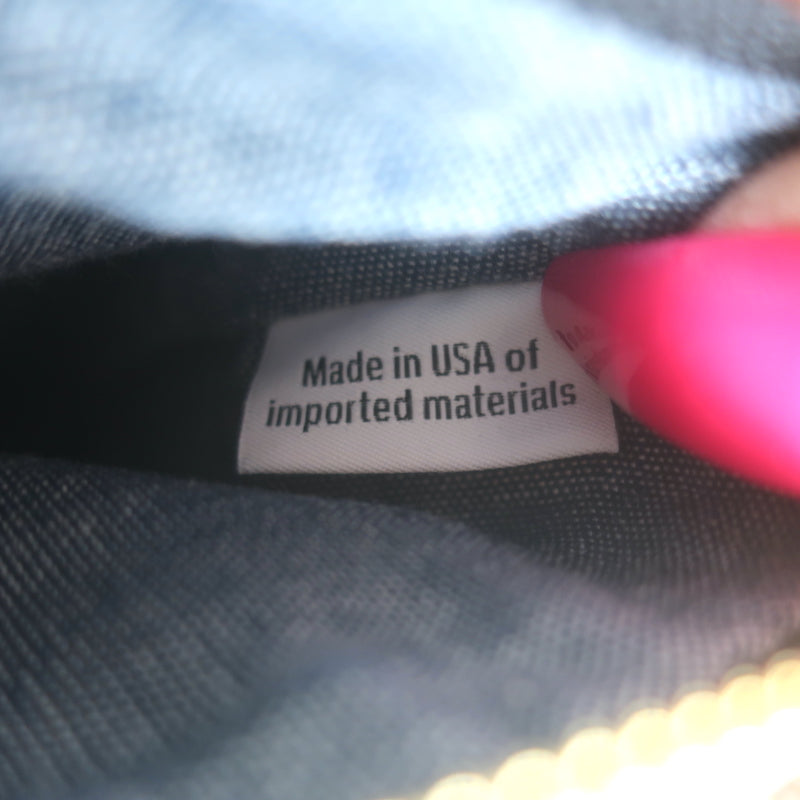 Made in USA of
imported materials